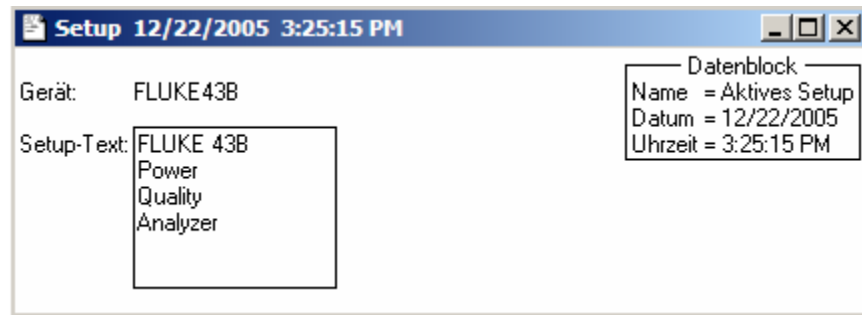 Setup 12/22/2005 3:25:15 PM
Gerät: FLUKE43B
Setup-Text: FLUKE 43B
Power
Quality
Analyzer
Datenblock
Name = Aktives Setup
Datum = 12/22/2005
Uhrzeit = 3:25:15 PM